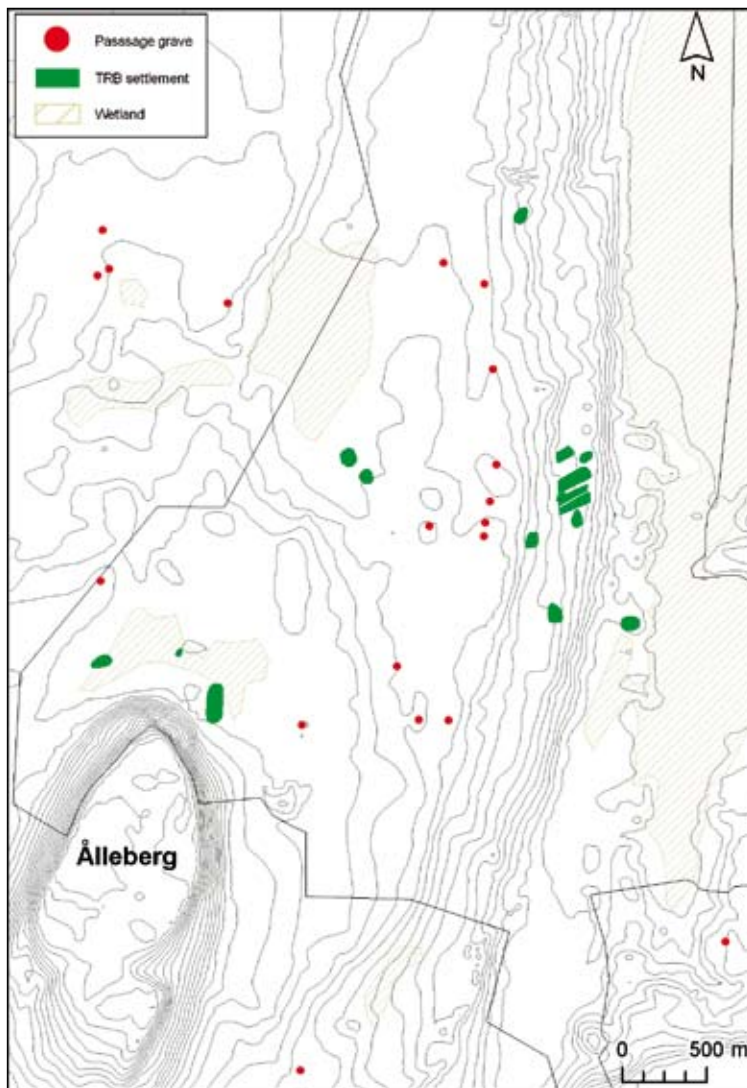 Passsage grave
TRB settlement
Wetland
N
Ålleberg
0 500 m